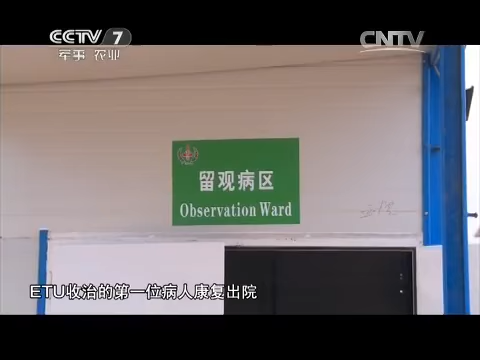 CCTV 7
军事 农业
CNTV
留观病区
Observation Ward
ETU收治的第一位病人康复出院